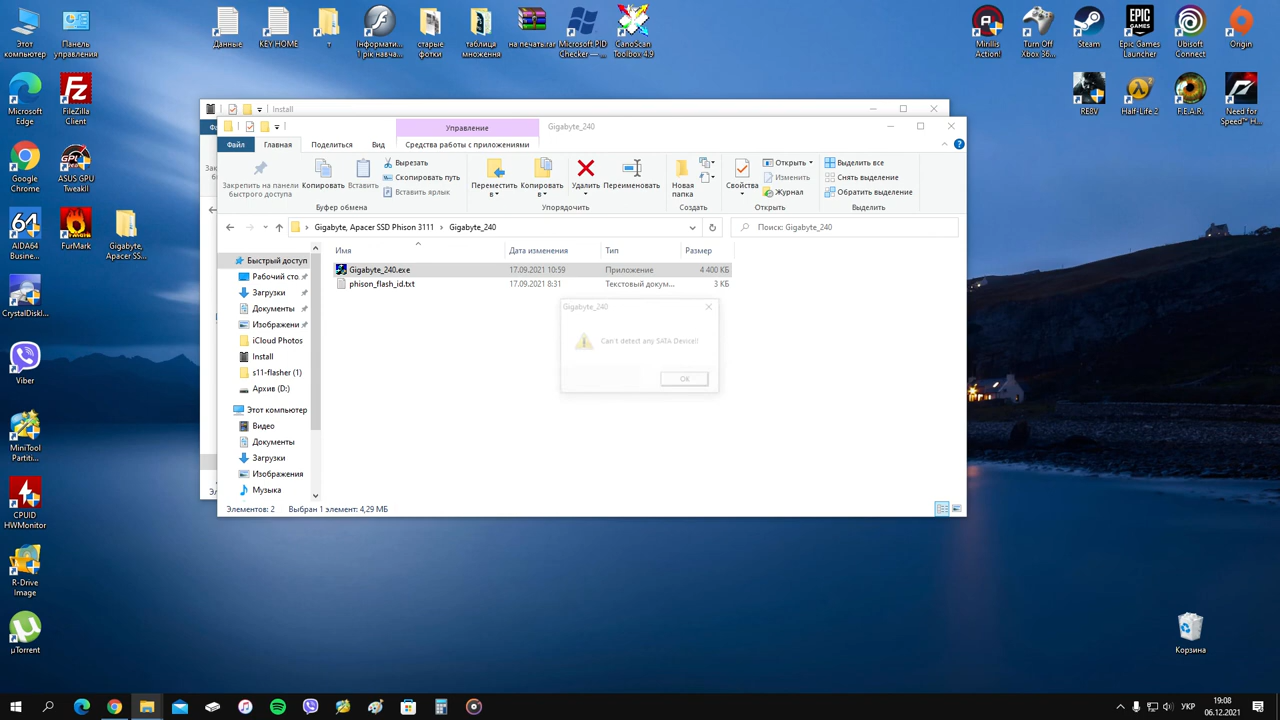 Этот
компьютер
Панель
управления
Данные
KEY HOME
т
Інформати...
1 рік навча...
старые
фотки
таблица
множення
на печать.rar
Microsoft PID
Checker — ...
CanoScan
Toolbox 4.9
Mirillis
Action!
Turn Off
Xbox 36...
Steam
Epic Games
Launcher
Ubisoft
Connect
Origin
Microsoft
Edge
FileZilla
Client
RE8V
Half-Life 2
F.E.A.R.
Need for
Speed™ H...
Google
Chrome
ASUS GPU
TweakII
AIDA64
Busine...
FurMark
Gigabyte,
Apacer SS...
CrystalDiskI...
Viber
MiniTool
Partiti...
CPUID
HWMonitor
R-Drive
Image
µTorrent
Корзина
Install
Управление
Gigabyte_240
Файл
Главная
Поделиться
Вид
Средства работы с приложениями
Закрепить на панели
быстрого доступа
Копировать
Вставить
Вырезать
Скопировать путь
Вставить ярлык
Буфер обмена
Переместить
в
Копировать
в
Удалить
Переименовать
Упорядочить
Новая
папка
Создать
Свойства
Открыть
Изменить
Журнал
Открыть
Выделить все
Снять выделение
Обратить выделение
Выделить
Gigabyte, Apacer SSD Phison 3111
Gigabyte_240
Поиск: Gigabyte_240
Имя
Дата изменения
Тип
Размер
Gigabyte_240.exe
17.09.2021 10:59
Приложение
4 400 КБ
phison_flash_id.txt
17.09.2021 8:31
Текстовый докум...
3 КБ
Быстрый доступ
Рабочий сто
Загрузки
Документы
Изображени
iCloud Photos
Install
s11-flasher (1)
Архив (D:)
Этот компьютер
Видео
Документы
Загрузки
Изображения
Музыка
Gigabyte_240
Can't detect any SATA Device!!
OK
Элементов: 2
Выбран 1 элемент: 4,29 МБ
УКР
19:08
06.12.2021